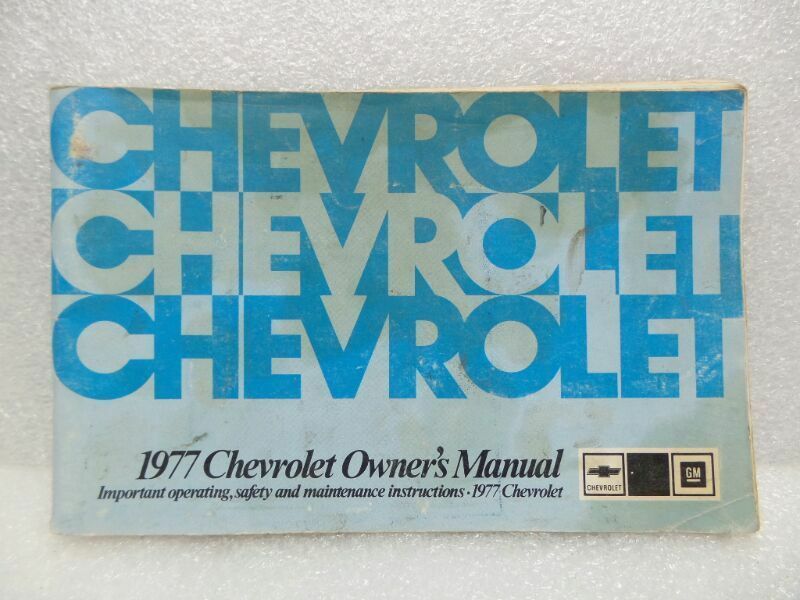 CHEVROLET
CHEVROLET
CHEVROLET
1977 Chevrolet Owner's Manual
Important operating, safety and maintenance instructions • 1977 Chevrolet
CHEVROLET
GM